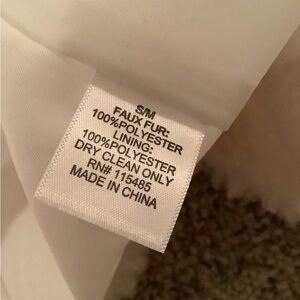 S/M
FAUX FUR:
100%POLYESTER
LINING:
100%POLYESTER
DRY CLEAN ONLY
RN# 115485
MADE IN CHINA